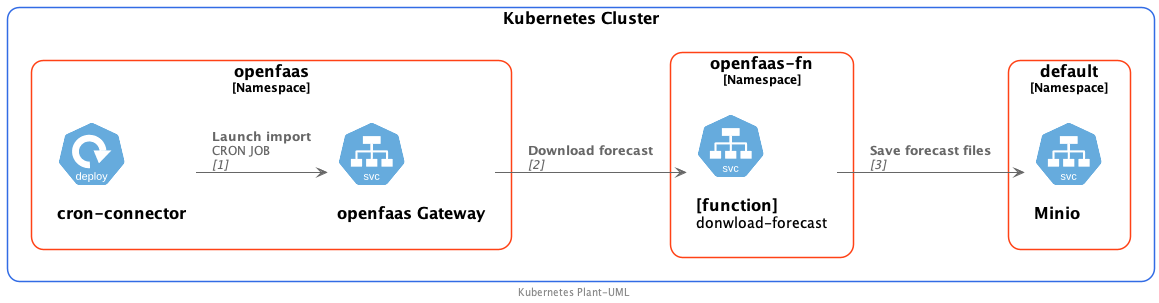 Kubernetes Cluster
openfaas
[Namespace]
deploy
cron-connector
Launch import
CRON JOB
[1]
svc
openfaas Gateway
Download forecast
[2]
openfaas-fn
[Namespace]
svc
[function]
donwload-forecast
Save forecast files
[3]
default
[Namespace]
svc
Minio
Kubernetes Plant-UML